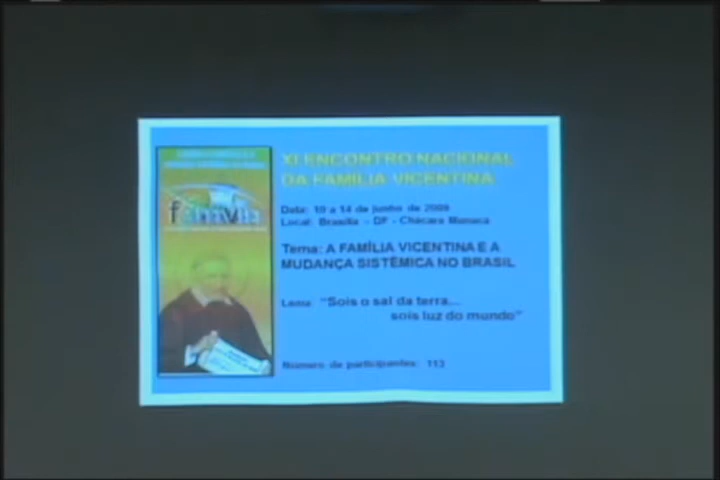 XI ENCONTRO NACIONAL
DA FAMÍLIA VICENTINA
Data: 10 a 14 de junho de 2009
Local: Brasília - DF - Chácara
Tema: A FAMÍLIA VICENTINA E A
MUDANÇA SISTÊMICA NO BRASIL
Lema: "Sois o sal da terra...
sois luz do mundo"
Número de participantes: 113